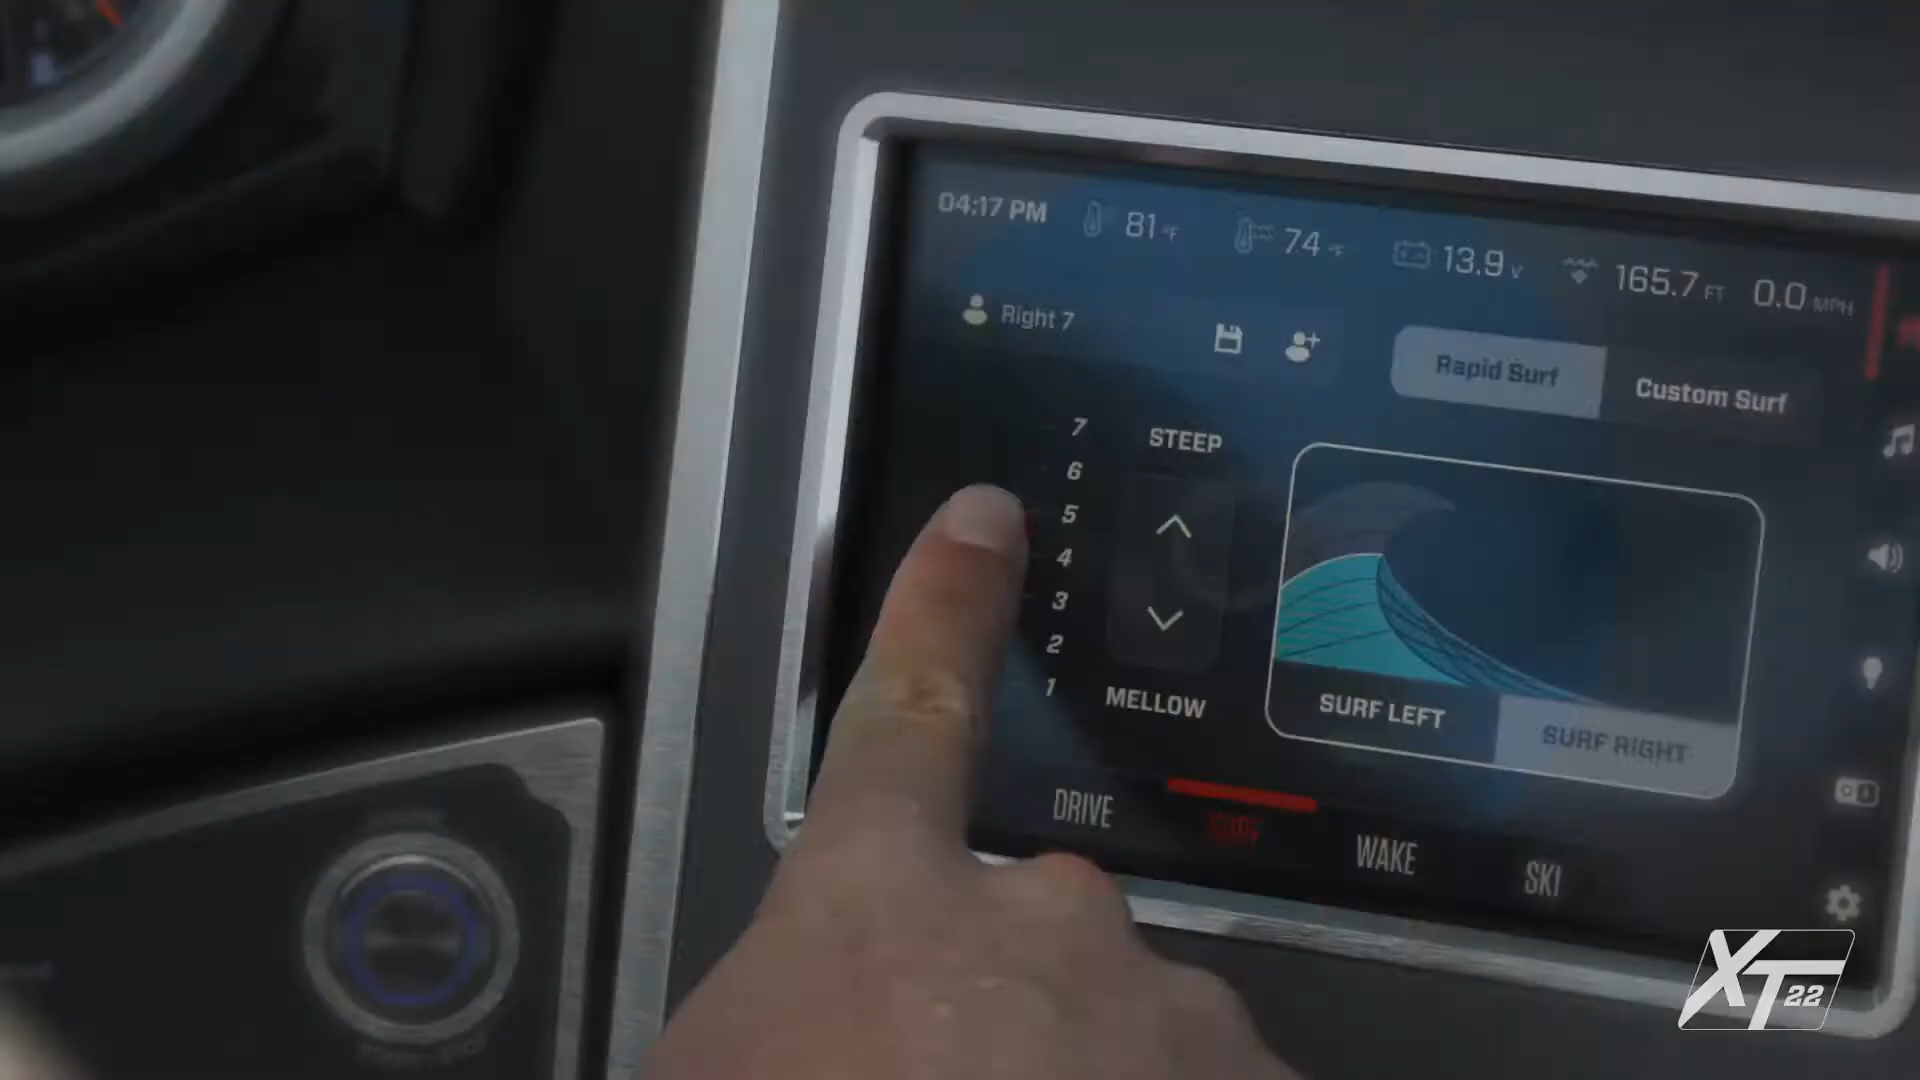 04:17 PM 81 °F 74 °F 13.9 V 165.7 FT 0.0 MPH
Right 7
Rapid Surf Custom Surf
7
6
5
4
3
2
1
STEEP
MELLOW
SURF LEFT SURF RIGHT
DRIVE SURF WAKE SKI
XT22